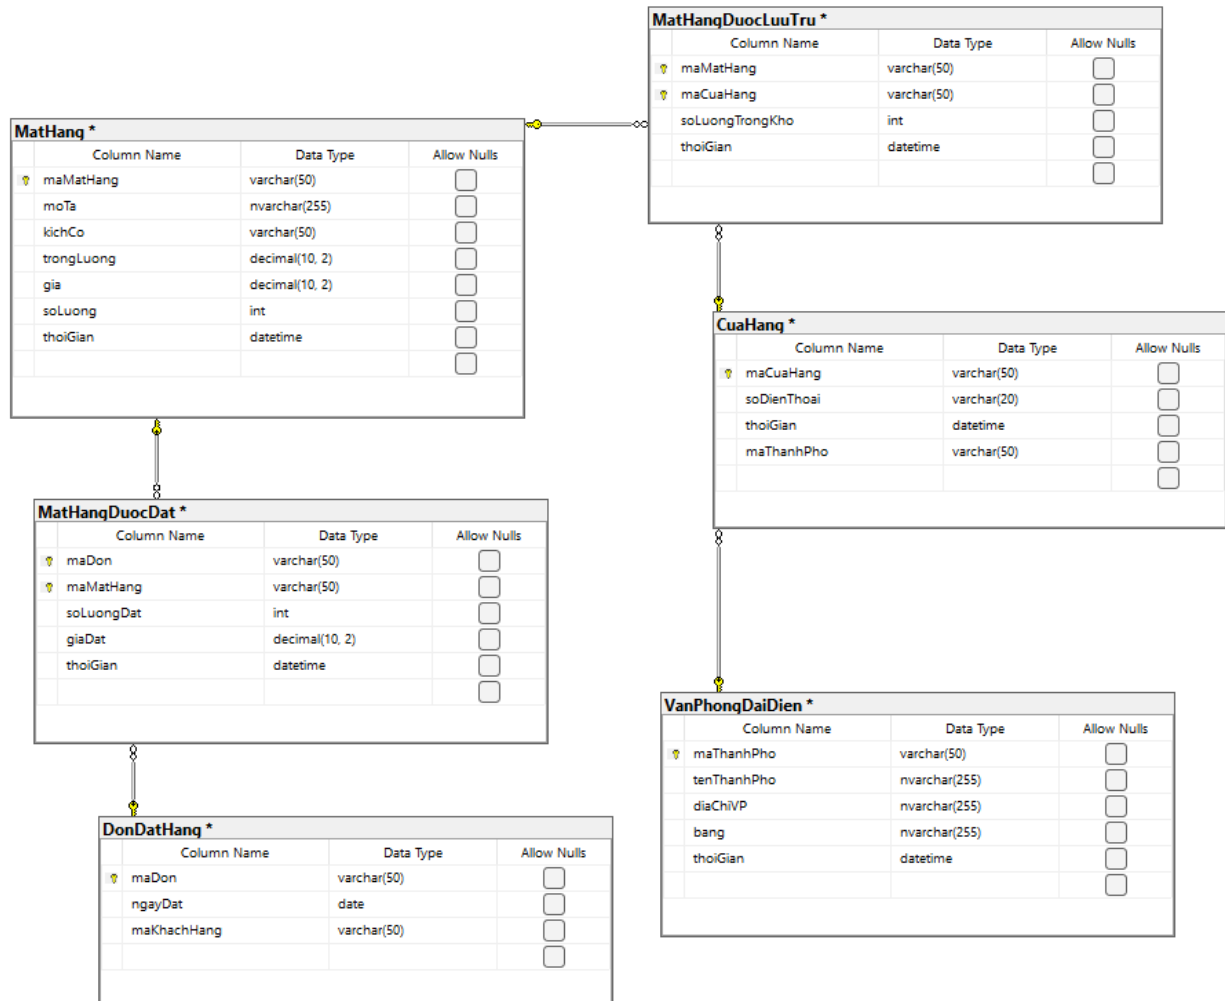 MatHangDuocLuuTru *
Column Name Data Type Allow Nulls
maMatHang varchar(50)
maCuaHang varchar(50)
soLuongTrongKho int
thoiGian datetime
MatHang *
Column Name Data Type Allow Nulls
maMatHang varchar(50)
moTa nvarchar(255)
kichCo varchar(50)
trongLuong decimal(10, 2)
gia decimal(10, 2)
soLuong int
thoiGian datetime
CuaHang *
Column Name Data Type Allow Nulls
maCuaHang varchar(50)
soDienThoai varchar(20)
thoiGian datetime
maThanhPho varchar(50)
MatHangDuocDat *
Column Name Data Type Allow Nulls
maDon varchar(50)
maMatHang varchar(50)
soLuongDat int
giaDat decimal(10, 2)
thoiGian datetime
VanPhongDaiDien *
Column Name Data Type Allow Nulls
maThanhPho varchar(50)
tenThanhPho nvarchar(255)
diaChiVP nvarchar(255)
bang nvarchar(255)
thoiGian datetime
DonDatHang *
Column Name Data Type Allow Nulls
maDon varchar(50)
ngayDat date
maKhachHang varchar(50)